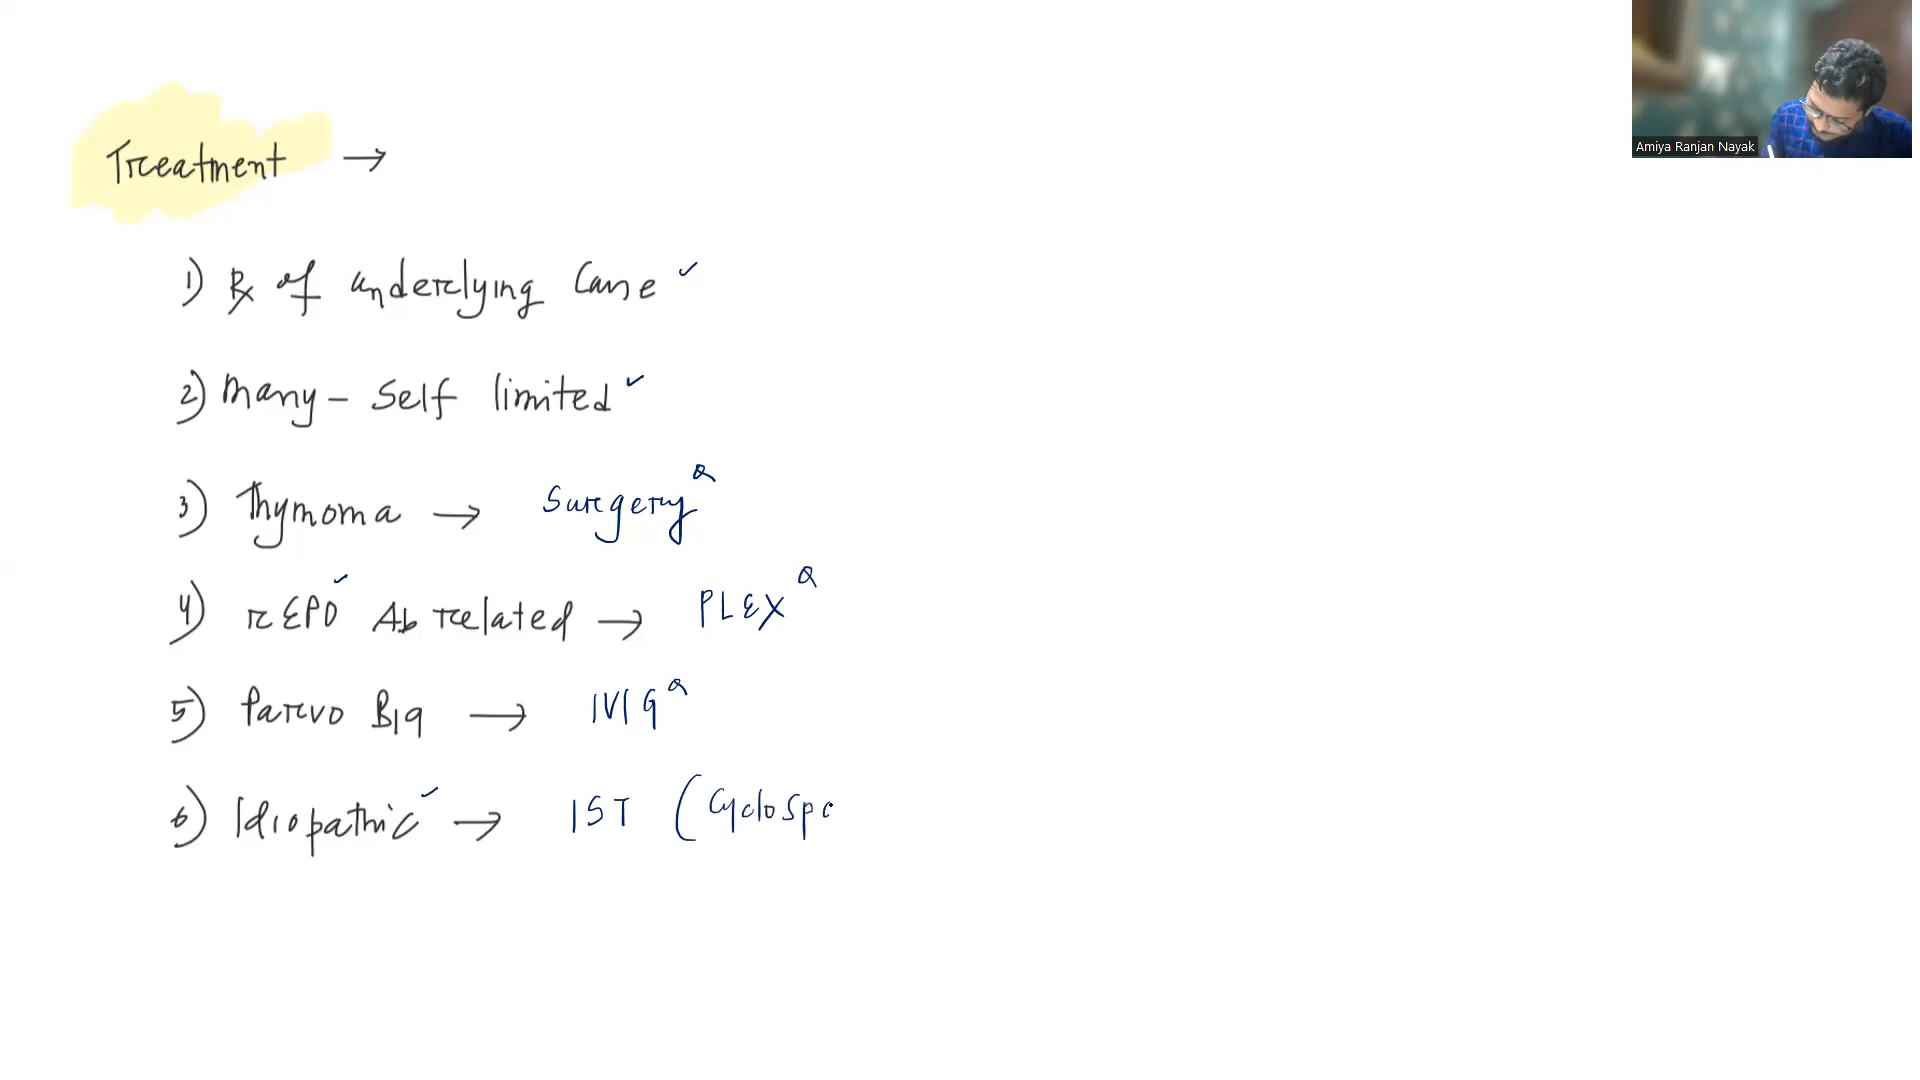 Amiya Ranjan Nayak
Treatment →
1) Rx of underlying Cause ✓
2) Many - Self limited ✓
3) Thymoma → Surgery Q
4) rEPO ✓ Ab related → PLEX Q
5) Parvo B19 → IVIG Q
6) Idiopathic ✓ → IST (Cyclospo